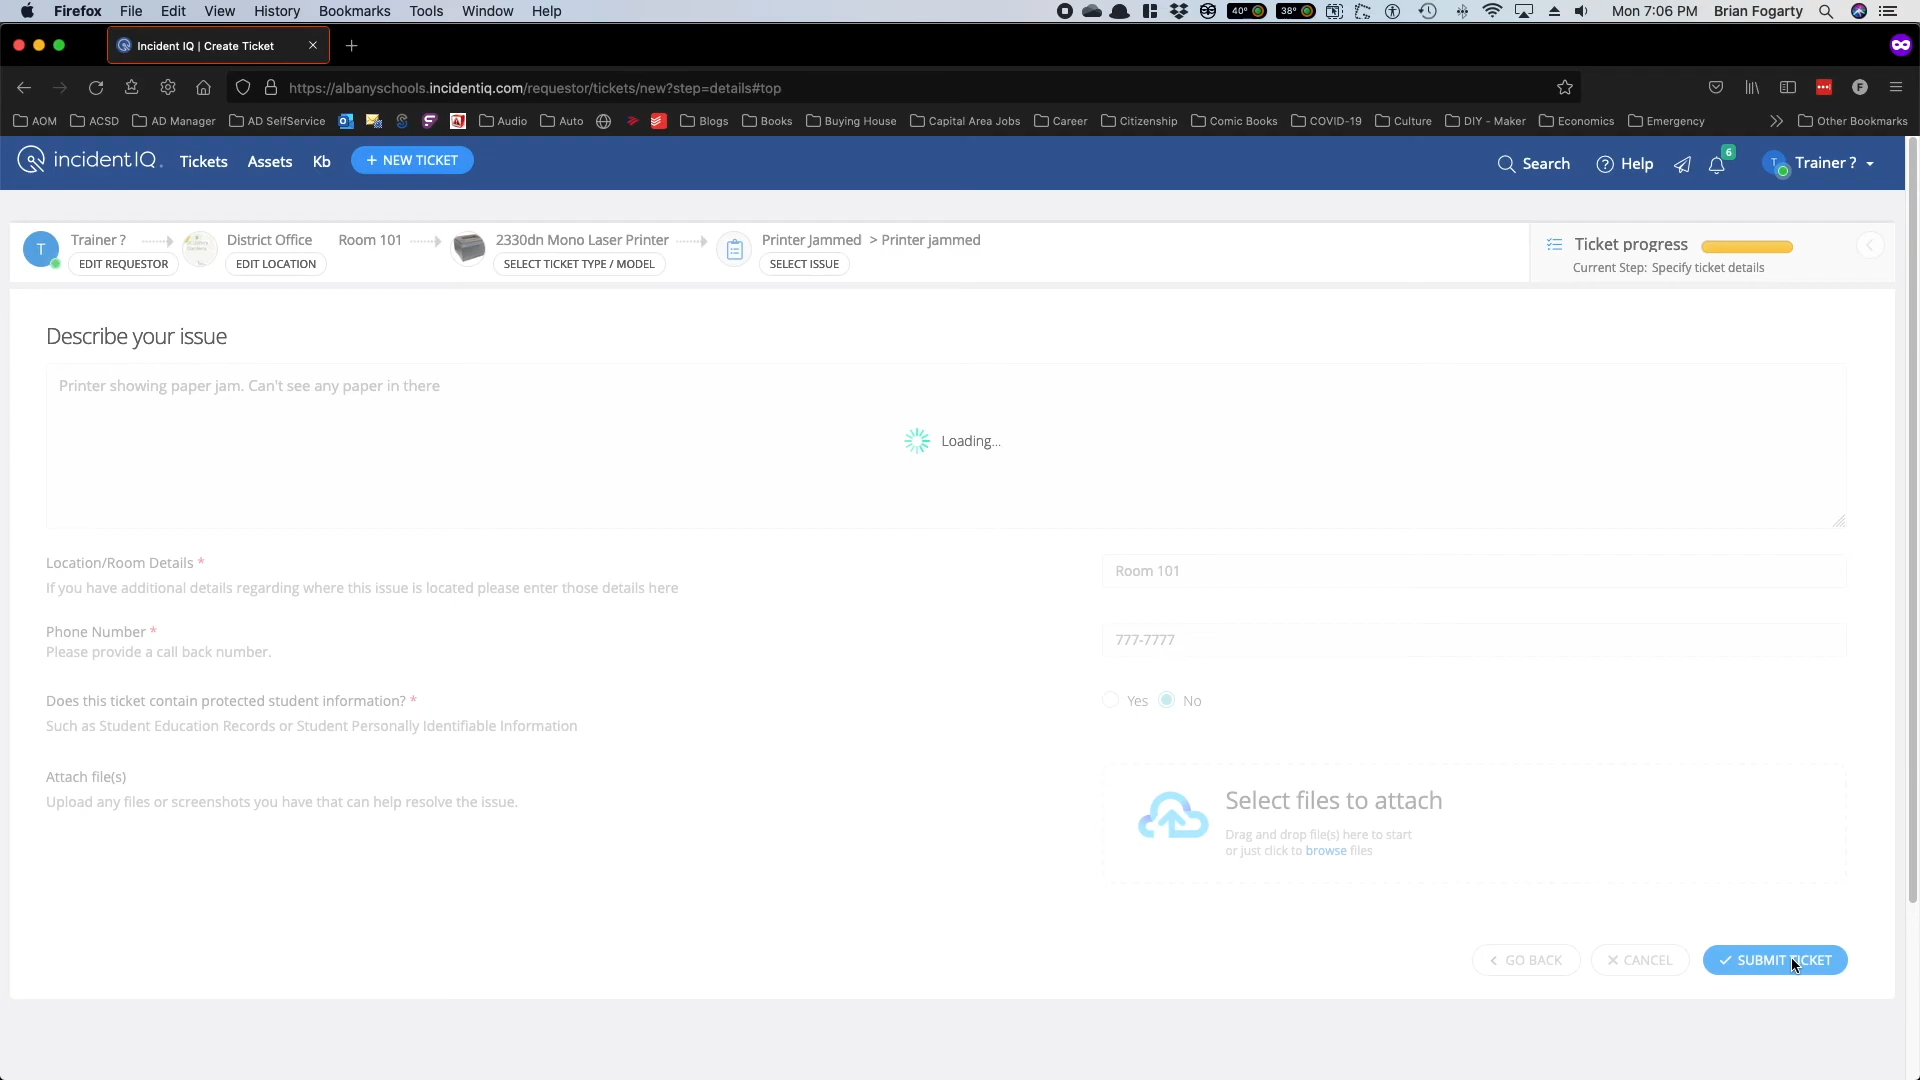 Firefox File Edit View History Bookmarks Tools Window Help 40° 38° Mon 7:06 PM Brian Fogarty
Incident IQ | Create Ticket
https://albanyschools.incidentiq.com/requestor/tickets/new?step=details#top
AOM ACSD AD Manager AD SelfService Audio Auto Blogs Books Buying House Capital Area Jobs Career Citizenship Comic Books COVID-19 Culture DIY - Maker Economics Emergency Other Bookmarks
incidentIQ. Tickets Assets Kb + NEW TICKET Search Help 6 T Trainer ?
T Trainer ? District Office Room 101 2330dn Mono Laser Printer Printer Jammed > Printer jammed Ticket progress
EDIT REQUESTOR EDIT LOCATION SELECT TICKET TYPE / MODEL SELECT ISSUE Current Step: Specify ticket details
Describe your issue
Printer showing paper jam. Can't see any paper in there
Loading...
Location/Room Details *
Room 101
If you have additional details regarding where this issue is located please enter those details here
Phone Number *
777-7777
Please provide a call back number.
Does this ticket contain protected student information? *
Yes No
Such as Student Education Records or Student Personally Identifiable Information
Attach file(s)
Upload any files or screenshots you have that can help resolve the issue.
Select files to attach
Drag and drop file(s) here to start
or just click to browse files
GO BACK CANCEL SUBMIT TICKET